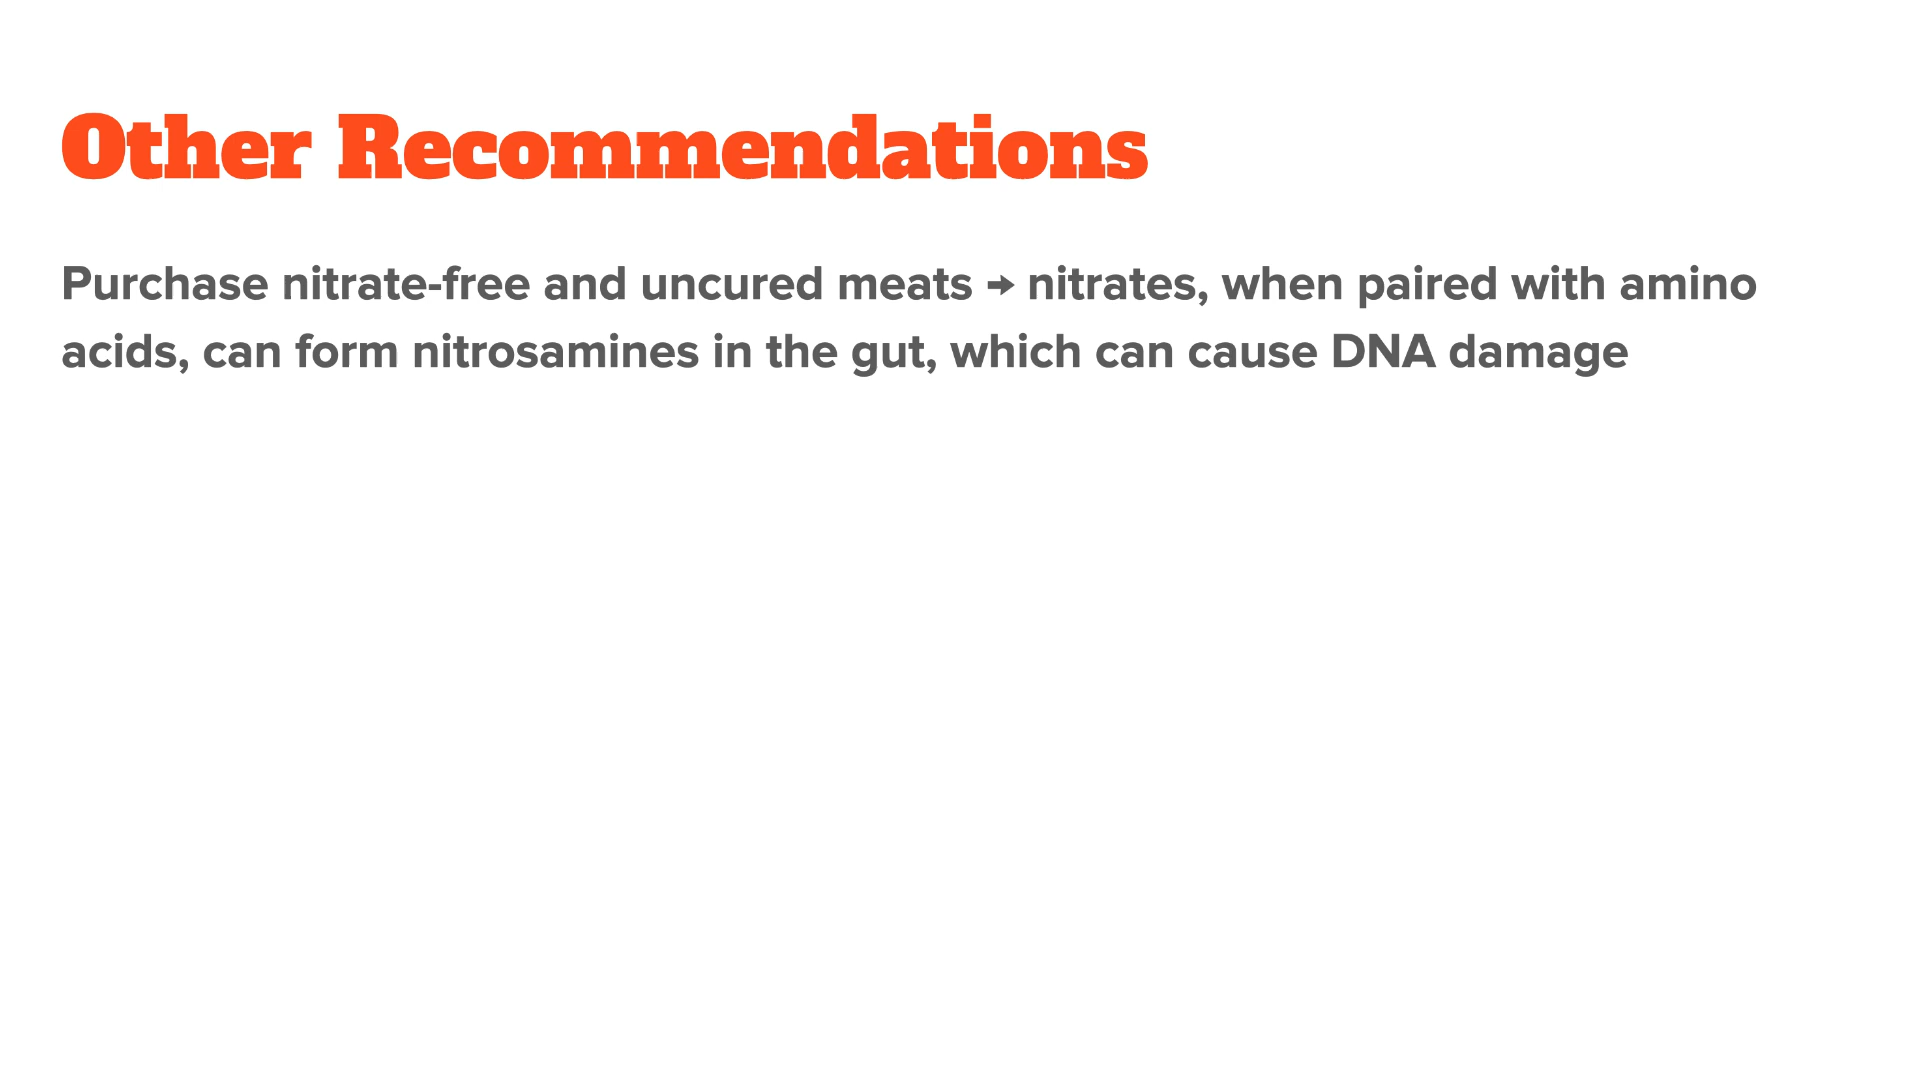 Other Recommendations
Purchase nitrate-free and uncured meats → nitrates, when paired with amino
acids, can form nitrosamines in the gut, which can cause DNA damage